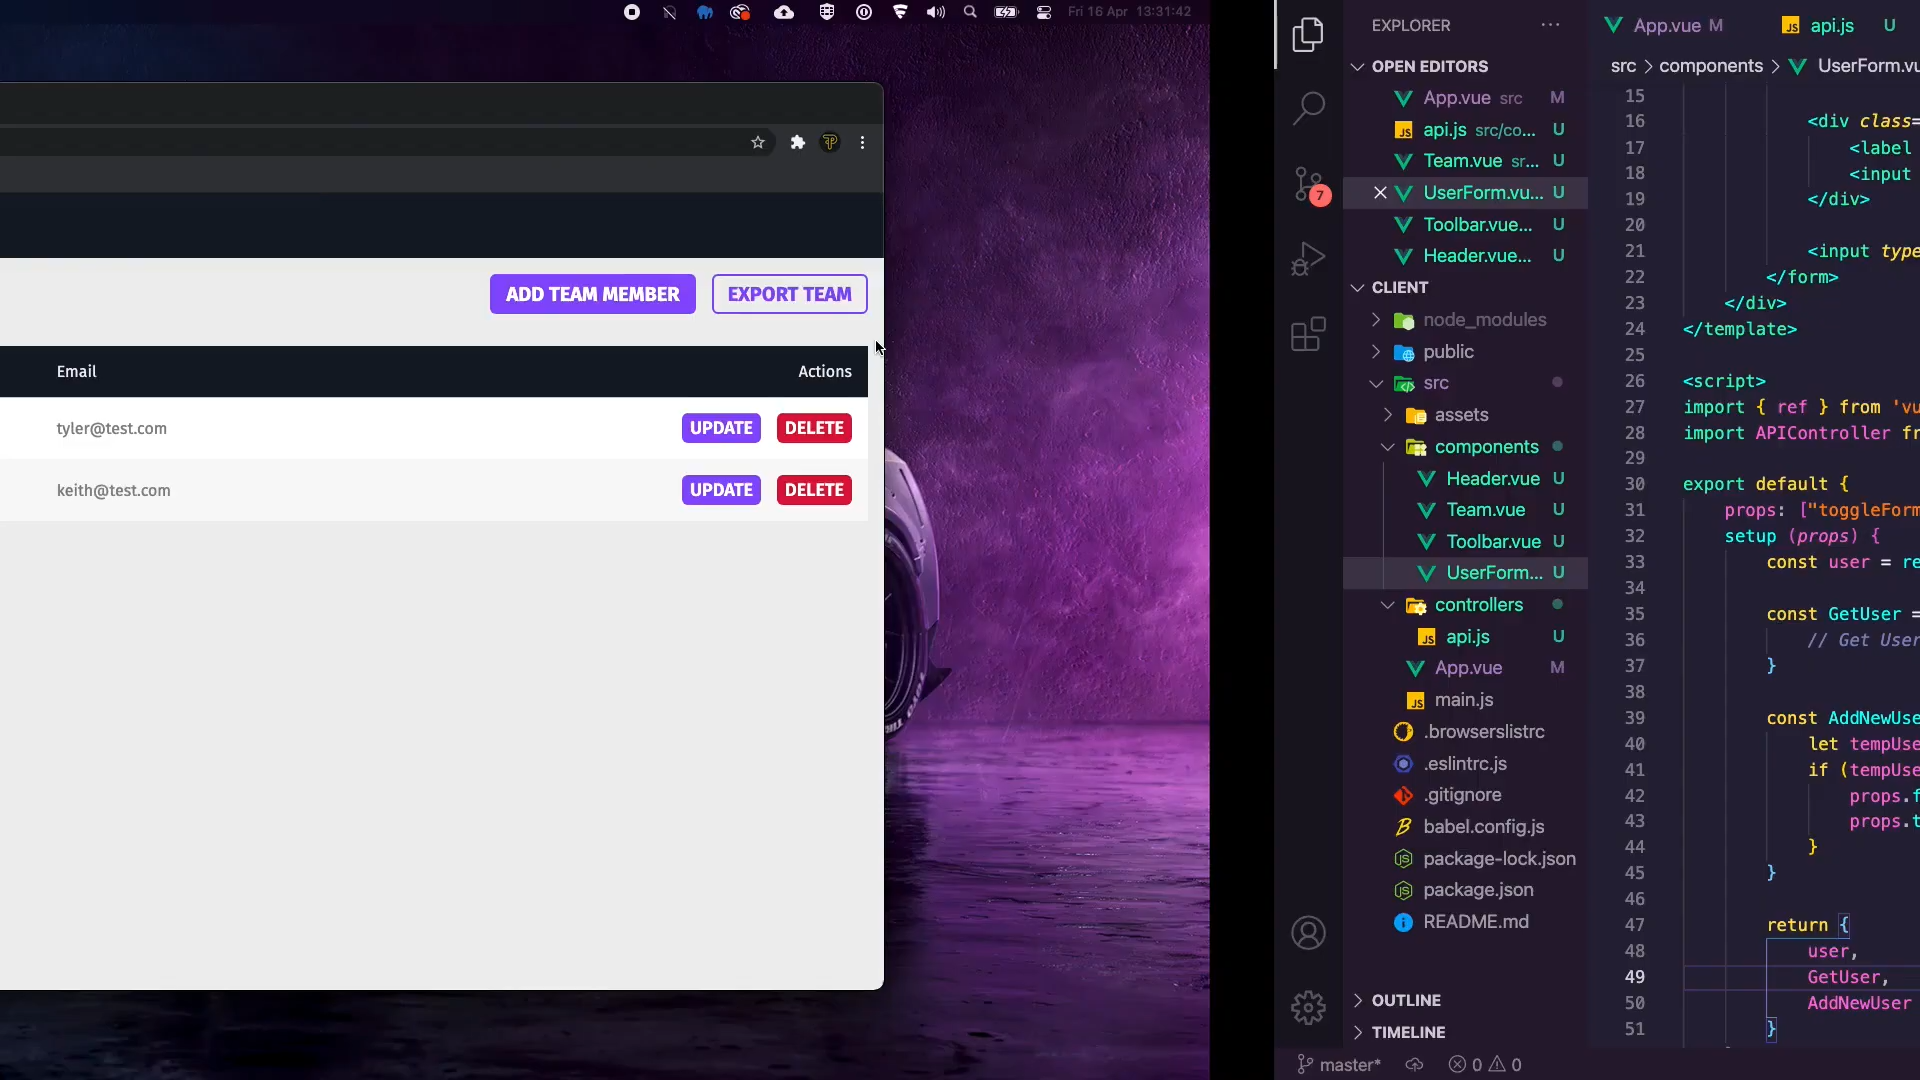 Fri 16 Apr 13:31:42
ADD TEAM MEMBER
EXPORT TEAM
Email
Actions
tyler@test.com
UPDATE
DELETE
keith@test.com
UPDATE
DELETE
7
EXPLORER
OPEN EDITORS
App.vue src M
JS api.js src/co... U
Team.vue sr... U
UserForm.vu... U
Toolbar.vue... U
Header.vue... U
CLIENT
node_modules
public
src
assets
components
Header.vue U
Team.vue U
Toolbar.vue U
UserForm... U
controllers
JS api.js U
App.vue M
JS main.js
.browserslistrc
.eslintrc.js
.gitignore
babel.config.js
package-lock.json
package.json
README.md
OUTLINE
TIMELINE
master*
0
0
App.vue M
JS api.js U
src > components > UserForm.vu
15
16 <div class=
17 <label
18 <input
19 </div>
20
21 <input type
22 </form>
23 </div>
24 </template>
25
26 <script>
27 import { ref } from 'vu
28 import APIController fr
29
30 export default {
31 props: ["toggleForm
32 setup (props) {
33 const user = re
34
35 const GetUser =
36 // Get User
37 }
38
39 const AddNewUse
40 let tempUse
41 if (tempUse
42 props.f
43 props.t
44 }
45 }
46
47 return {
48 user,
49 GetUser,
50 AddNewUser
51 }